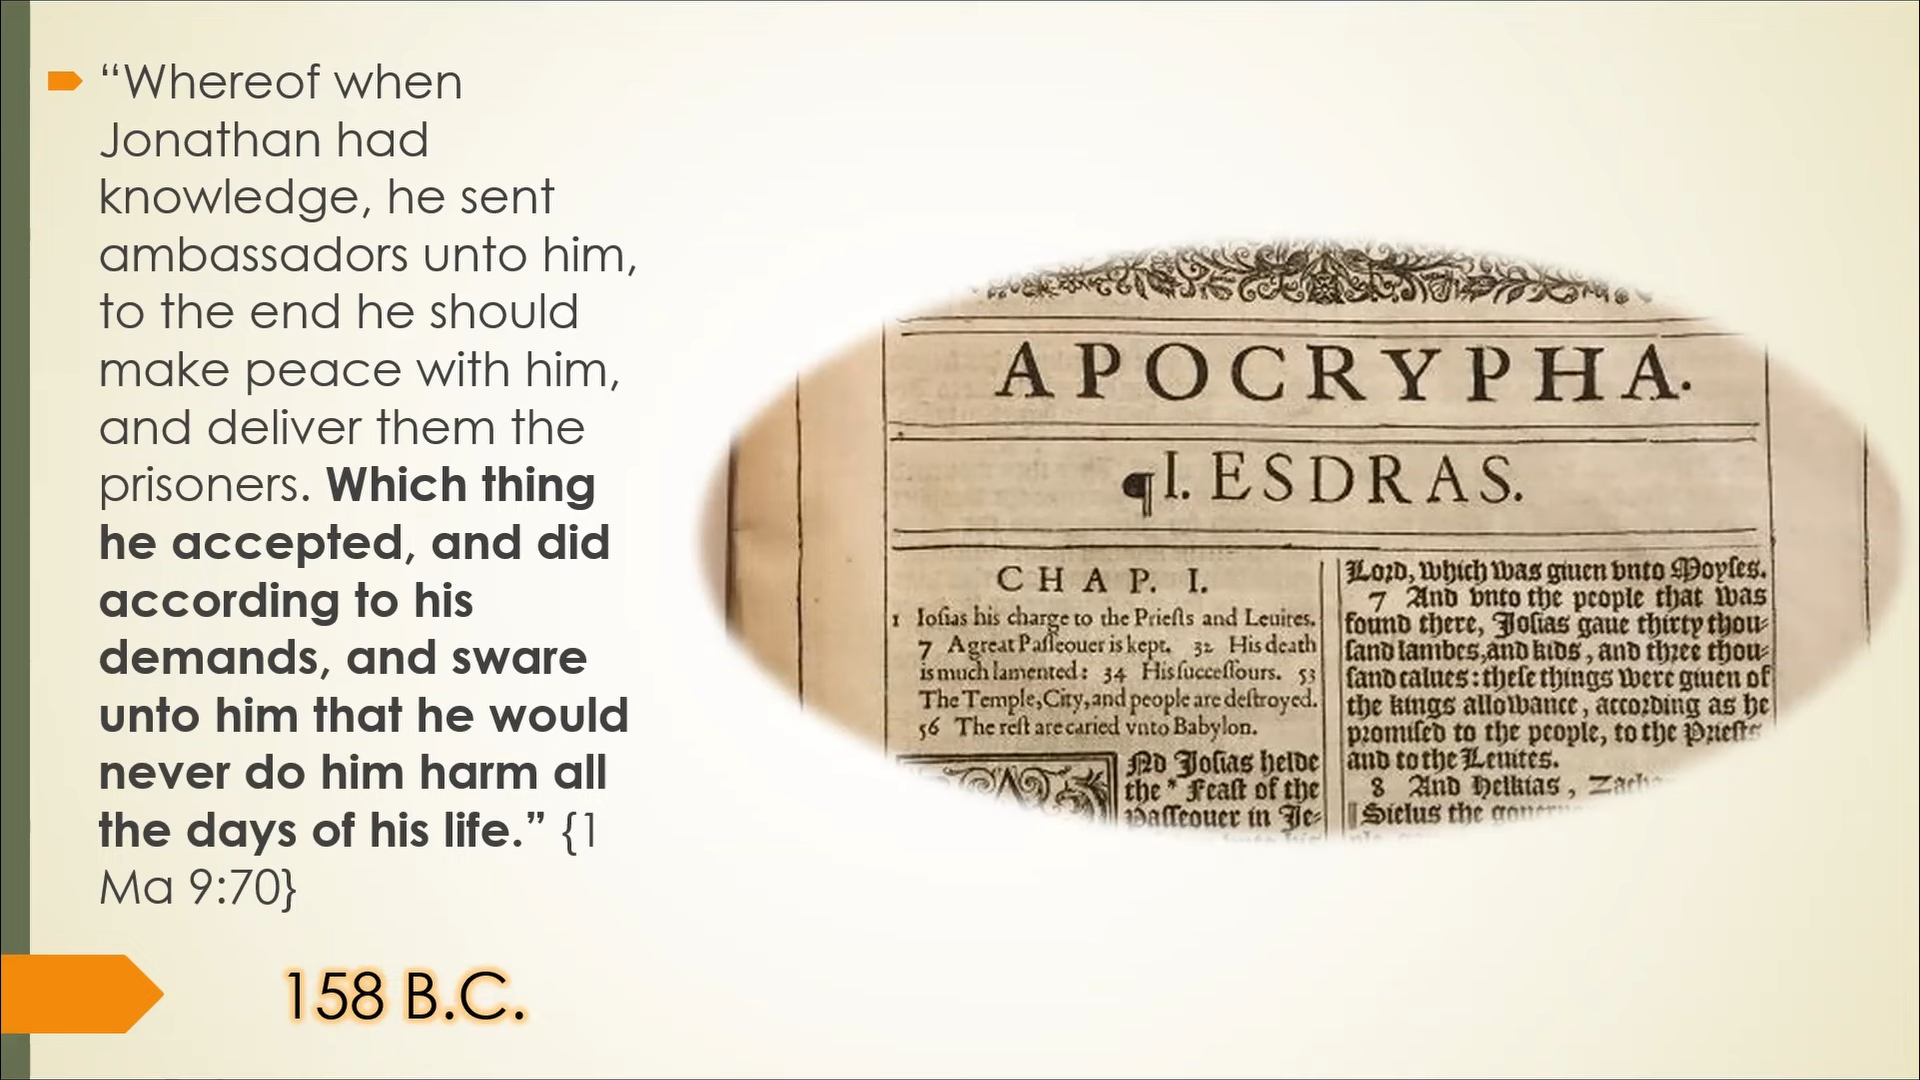 “Whereof when
Jonathan had
knowledge, he sent
ambassadors unto him,
to the end he should
make peace with him,
and deliver them the
prisoners. Which thing
he accepted, and did
according to his
demands, and sware
unto him that he would
never do him harm all
the days of his life.” {1
Ma 9:70}
158 B.C.
APOCRYPHA.
¶I. ESDRAS.
CHAP. I.
1 Iosias his charge to the Priests and Leuites.
7 A great Passeouer is kept. 32 His death
is much lamented: 34 His successours. 53
The Temple, City, and people are destroyed.
56 The rest are caried vnto Babylon.
Nd Iosias helde
the * Feast of the
Passeouer in Je-
Lord, which was giuen vnto Moyses.
7 And vnto the people that was
found there, Iosias gaue thirty thou-
sand lambes, and kids, and three thou-
sand calues: these things were giuen of
the kings allowance, according as he
promised to the people, to the Priests
and to the Leuites.
8 And Helkias,
Sielus the